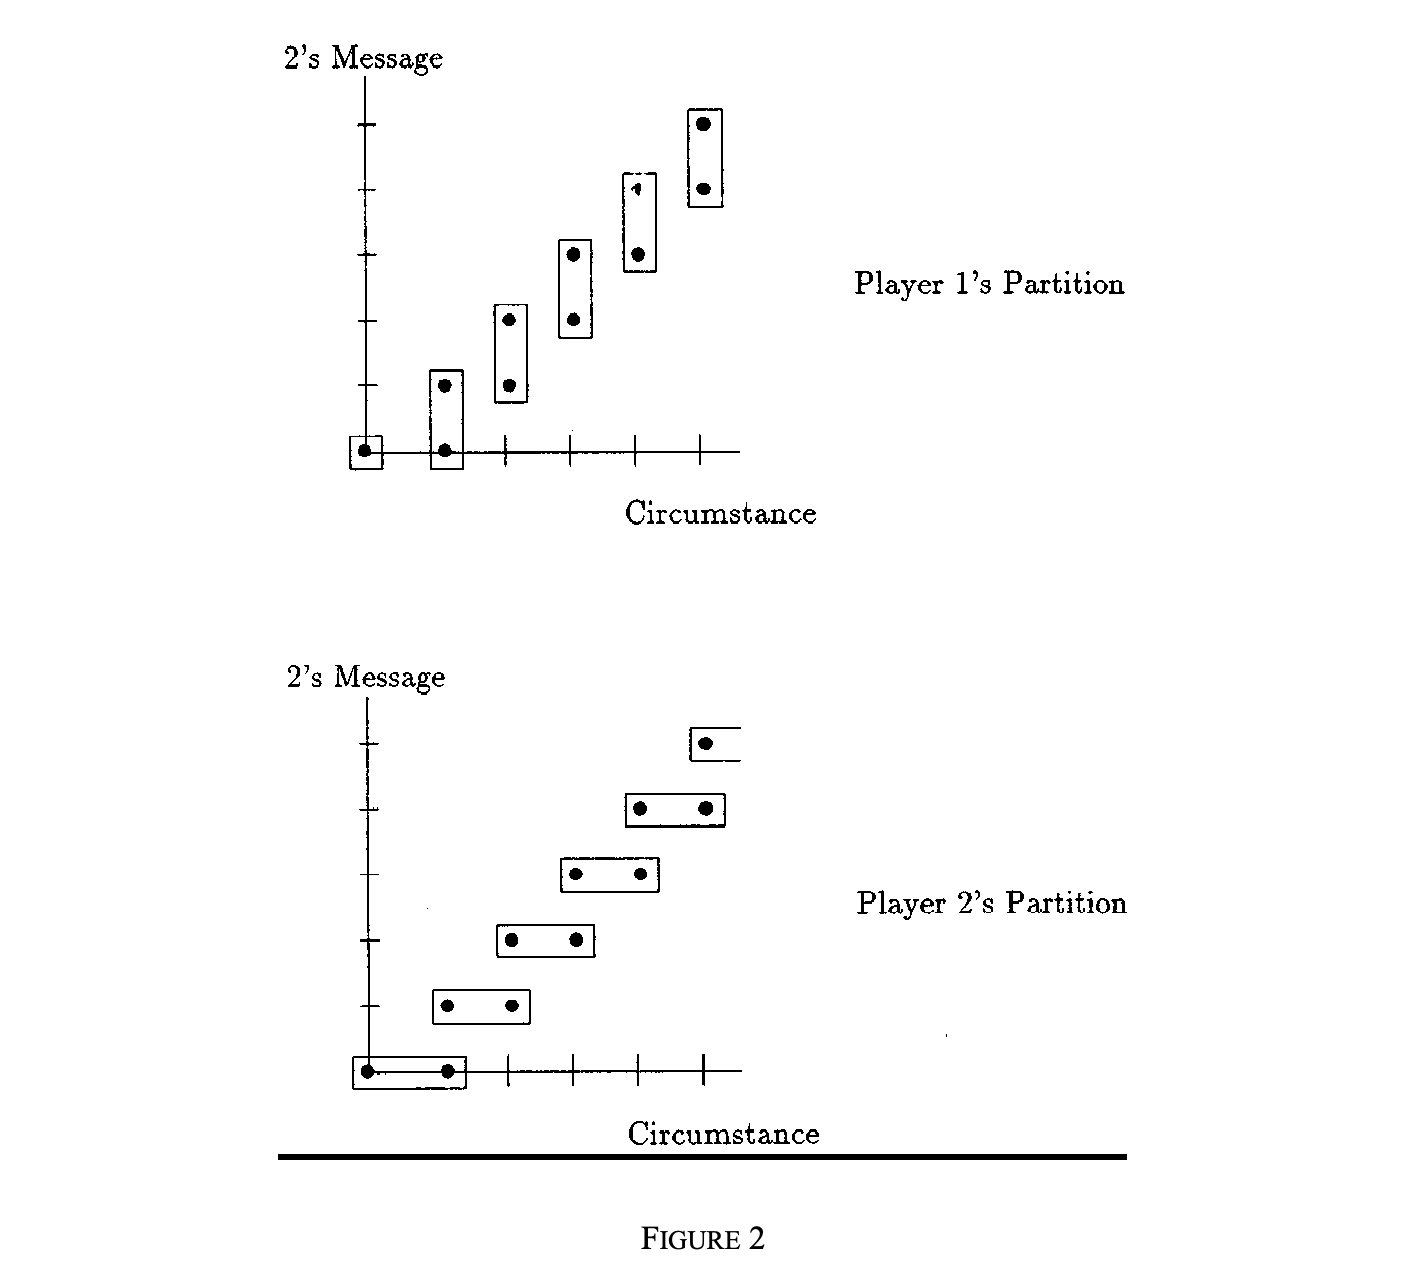 2's Message
Player 1's Partition
Circumstance
2's Message
Player 2's Partition
Circumstance
FIGURE 2